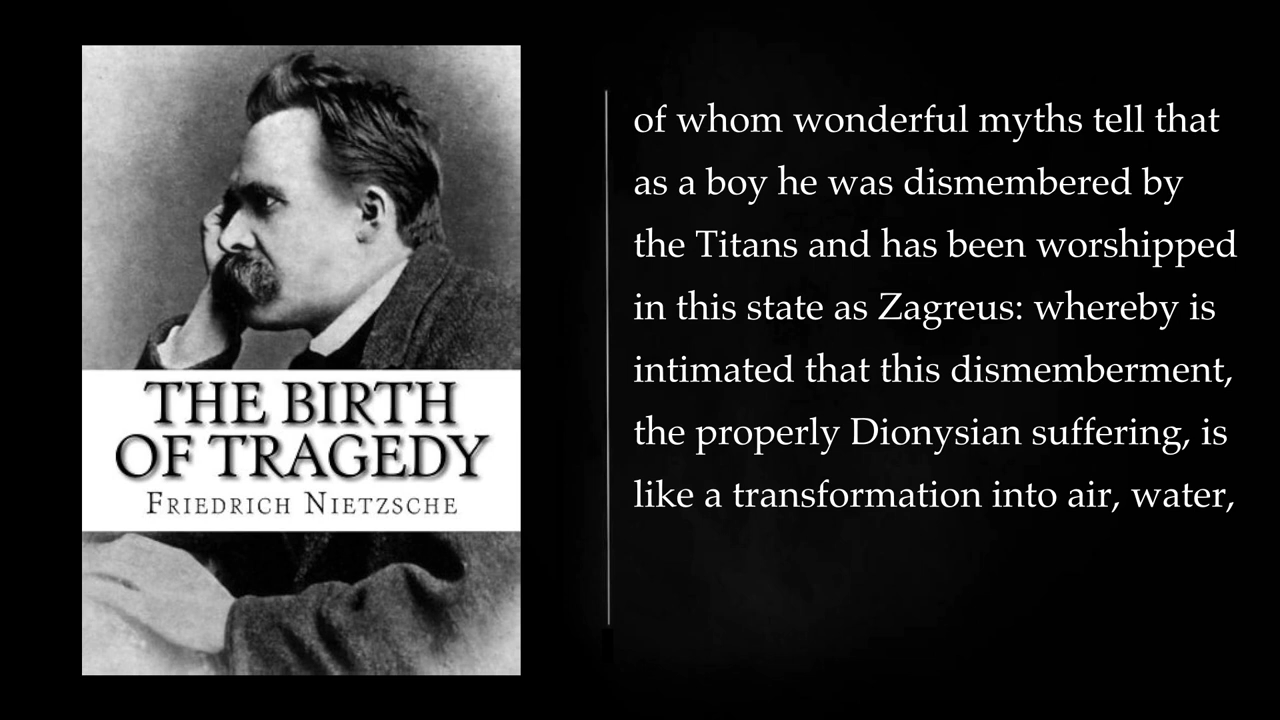 THE BIRTH
OF TRAGEDY
FRIEDRICH NIETZSCHE
of whom wonderful myths tell that
as a boy he was dismembered by
the Titans and has been worshipped
in this state as Zagreus: whereby is
intimated that this dismemberment,
the properly Dionysian suffering, is
like a transformation into air, water,